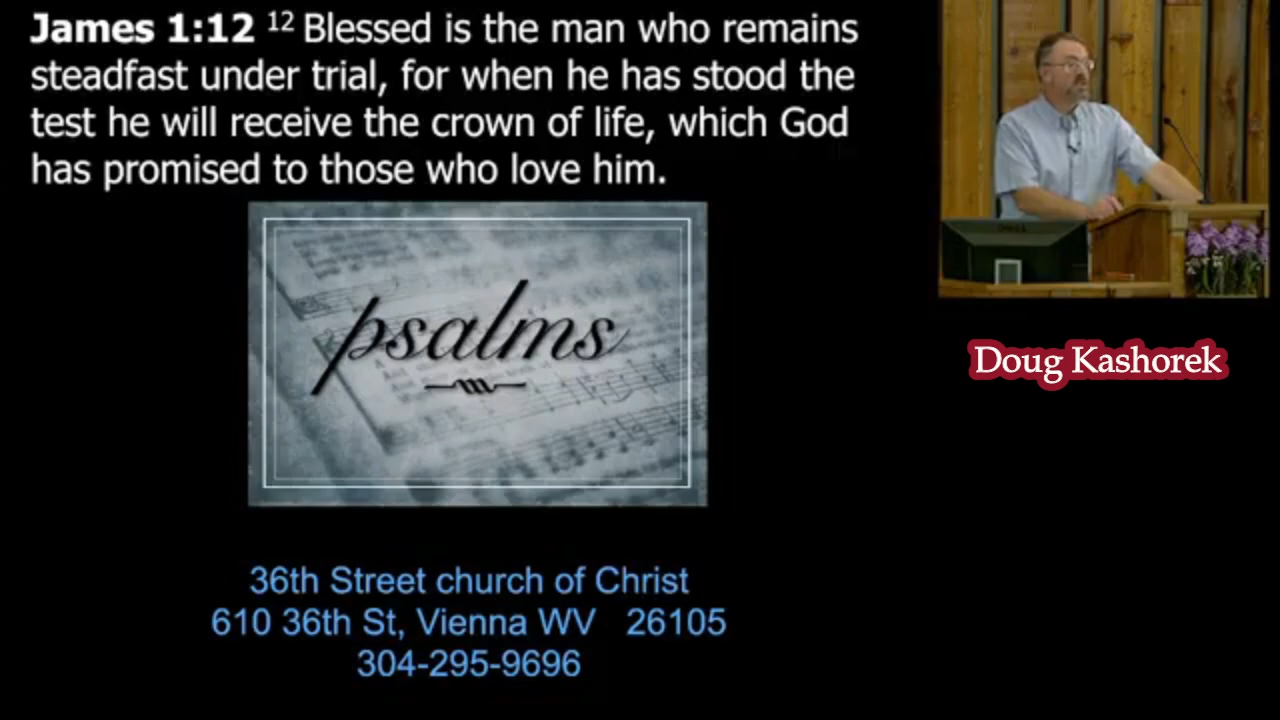 James 1:12 12 Blessed is the man who remains
steadfast under trial, for when he has stood the
test he will receive the crown of life, which God
has promised to those who love him.
psalms
Doug Kashorek
36th Street church of Christ
610 36th St, Vienna WV 26105
304-295-9696